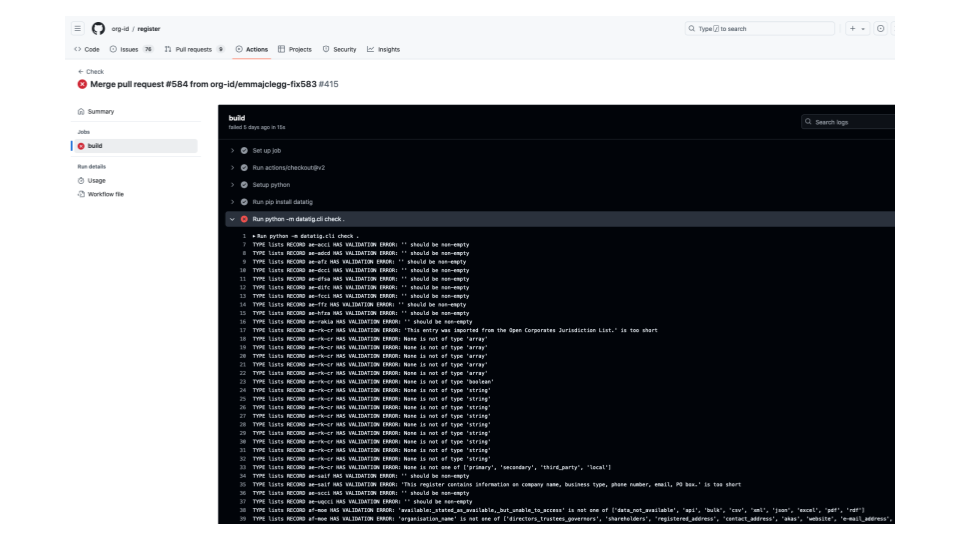 org-id / register
Type / to search
Code Issues 76 Pull requests 9 Actions Projects Security Insights
← Check
Merge pull request #584 from org-id/emmajclegg-fix583 #415
Summary
Jobs
build
Run details
Usage
Workflow file
build
failed 5 days ago in 15s
Search logs
Set up job
Run actions/checkout@v2
Setup python
Run pip install datatig
Run python -m datatig.cli check .
1 ▸Run python -m datatig.cli check .
7 TYPE lists RECORD ae-acci HAS VALIDATION ERROR: '' should be non-empty
8 TYPE lists RECORD ae-adcd HAS VALIDATION ERROR: '' should be non-empty
9 TYPE lists RECORD ae-afz HAS VALIDATION ERROR: '' should be non-empty
10 TYPE lists RECORD ae-dcci HAS VALIDATION ERROR: '' should be non-empty
11 TYPE lists RECORD ae-dfsa HAS VALIDATION ERROR: '' should be non-empty
12 TYPE lists RECORD ae-difc HAS VALIDATION ERROR: '' should be non-empty
13 TYPE lists RECORD ae-fcci HAS VALIDATION ERROR: '' should be non-empty
14 TYPE lists RECORD ae-ffz HAS VALIDATION ERROR: '' should be non-empty
15 TYPE lists RECORD ae-hfza HAS VALIDATION ERROR: '' should be non-empty
16 TYPE lists RECORD ae-rakia HAS VALIDATION ERROR: '' should be non-empty
17 TYPE lists RECORD ae-rk-cr HAS VALIDATION ERROR: 'This entry was imported from the Open Corporates Jurisdiction List.' is too short
18 TYPE lists RECORD ae-rk-cr HAS VALIDATION ERROR: None is not of type 'array'
19 TYPE lists RECORD ae-rk-cr HAS VALIDATION ERROR: None is not of type 'array'
20 TYPE lists RECORD ae-rk-cr HAS VALIDATION ERROR: None is not of type 'array'
21 TYPE lists RECORD ae-rk-cr HAS VALIDATION ERROR: None is not of type 'array'
22 TYPE lists RECORD ae-rk-cr HAS VALIDATION ERROR: None is not of type 'array'
23 TYPE lists RECORD ae-rk-cr HAS VALIDATION ERROR: None is not of type 'boolean'
24 TYPE lists RECORD ae-rk-cr HAS VALIDATION ERROR: None is not of type 'string'
25 TYPE lists RECORD ae-rk-cr HAS VALIDATION ERROR: None is not of type 'string'
26 TYPE lists RECORD ae-rk-cr HAS VALIDATION ERROR: None is not of type 'string'
27 TYPE lists RECORD ae-rk-cr HAS VALIDATION ERROR: None is not of type 'string'
28 TYPE lists RECORD ae-rk-cr HAS VALIDATION ERROR: None is not of type 'string'
29 TYPE lists RECORD ae-rk-cr HAS VALIDATION ERROR: None is not of type 'string'
30 TYPE lists RECORD ae-rk-cr HAS VALIDATION ERROR: None is not of type 'string'
31 TYPE lists RECORD ae-rk-cr HAS VALIDATION ERROR: None is not of type 'string'
32 TYPE lists RECORD ae-rk-cr HAS VALIDATION ERROR: None is not of type 'string'
33 TYPE lists RECORD ae-rk-cr HAS VALIDATION ERROR: None is not one of ['primary', 'secondary', 'third_party', 'local']
34 TYPE lists RECORD ae-saif HAS VALIDATION ERROR: '' should be non-empty
35 TYPE lists RECORD ae-saif HAS VALIDATION ERROR: 'This register contains information on company name, business type, phone number, email, PO box.' is too short
36 TYPE lists RECORD ae-scci HAS VALIDATION ERROR: '' should be non-empty
37 TYPE lists RECORD ae-uqcci HAS VALIDATION ERROR: '' should be non-empty
38 TYPE lists RECORD af-moe HAS VALIDATION ERROR: 'available:_stated_as_available,_but_unable_to_access' is not one of ['data_not_available', 'api', 'bulk', 'csv', 'xml', 'json', 'excel', 'pdf', 'rdf']
39 TYPE lists RECORD af-moe HAS VALIDATION ERROR: 'organisation_name' is not one of ['directors_trustees_governors', 'shareholders', 'registered_address', 'contact_address', 'akas', 'website', 'e-mail_address',